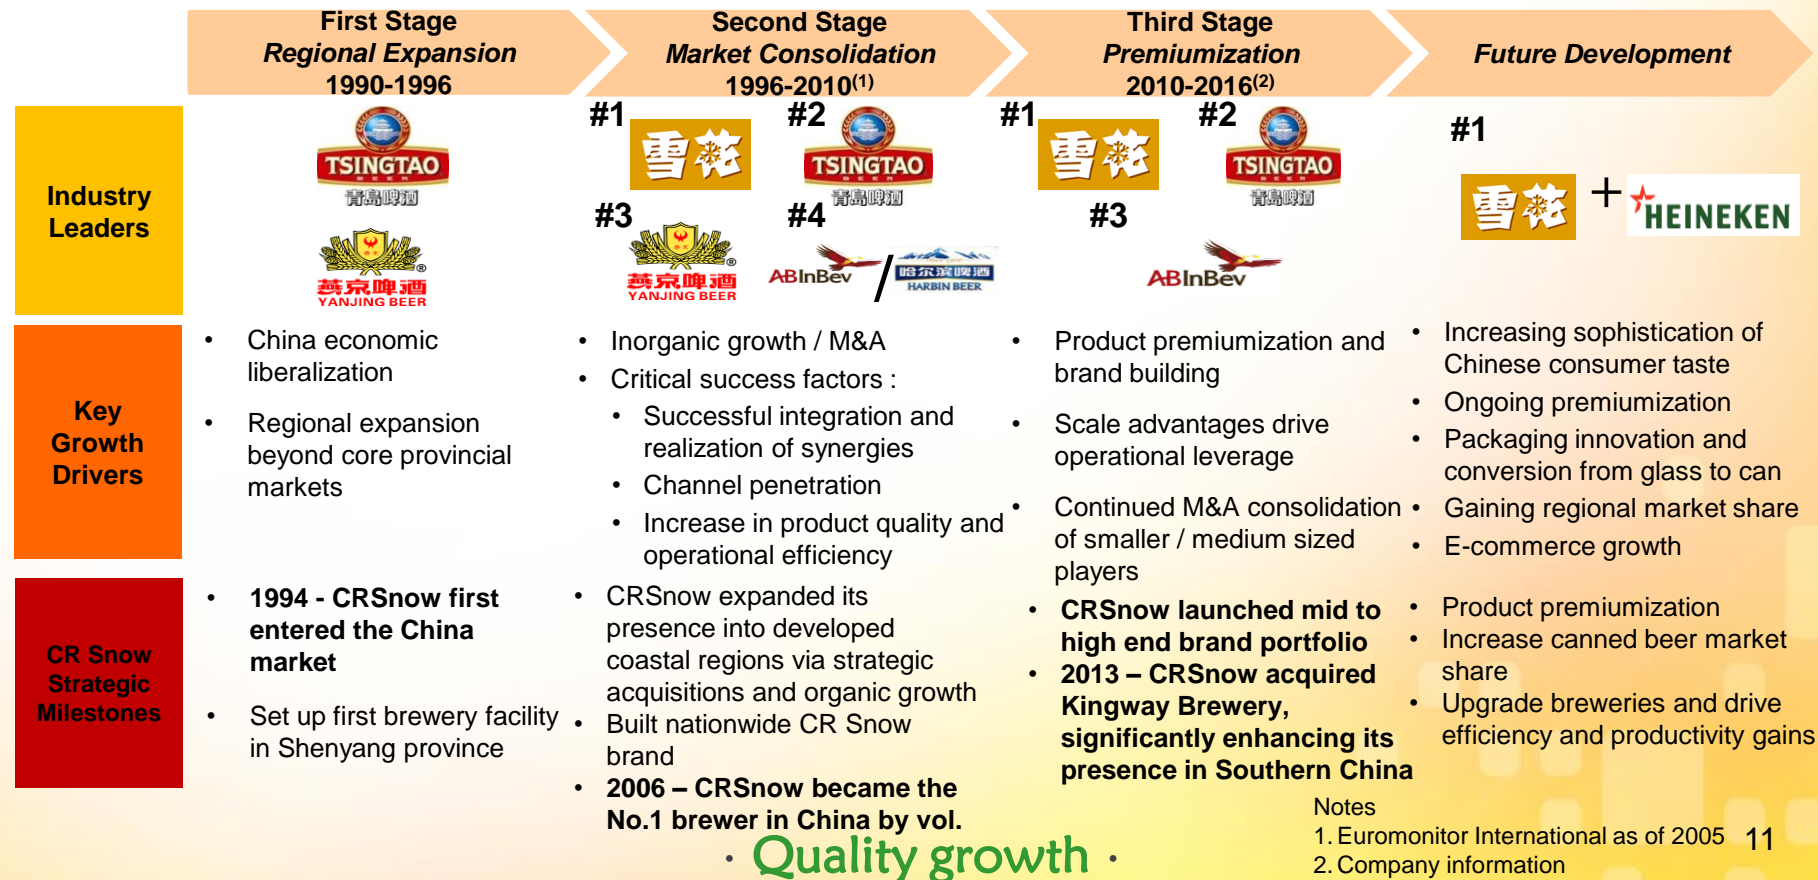 First Stage
Regional Expansion
1990-1996
Second Stage
Market Consolidation
1996-2010(1)
Third Stage
Premiumization
2010-2016(2)
Future Development
Industry
Leaders
TSINGTAO
BEER
青島啤酒
燕京啤酒
YANJING BEER
#1
雪花
#2
TSINGTAO
BEER
青島啤酒
#3
燕京啤酒
YANJING BEER
#4
ABInBev
/
哈尔滨啤酒
HARBIN BEER
#1
雪花
#2
TSINGTAO
BEER
青島啤酒
#3
ABInBev
#1
雪花
+
HEINEKEN
Key
Growth
Drivers
• China economic
liberalization
• Regional expansion
beyond core provincial
markets
• Inorganic growth / M&A
• Critical success factors :
• Successful integration and
realization of synergies
• Channel penetration
• Increase in product quality and
operational efficiency
• Product premiumization and
brand building
• Scale advantages drive
operational leverage
• Continued M&A consolidation
of smaller / medium sized
players
• Increasing sophistication of
Chinese consumer taste
• Ongoing premiumization
• Packaging innovation and
conversion from glass to can
• Gaining regional market share
• E-commerce growth
CR Snow
Strategic
Milestones
• 1994 - CRSnow first
entered the China
market
• Set up first brewery facility
in Shenyang province
• CRSnow expanded its
presence into developed
coastal regions via strategic
acquisitions and organic growth
• Built nationwide CR Snow
brand
• 2006 – CRSnow became the
No.1 brewer in China by vol.
• CRSnow launched mid to
high end brand portfolio
• 2013 – CRSnow acquired
Kingway Brewery,
significantly enhancing its
presence in Southern China
• Product premiumization
• Increase canned beer market
share
• Upgrade breweries and drive
efficiency and productivity gains
Notes
1. Euromonitor International as of 2005
2. Company information
11
· Quality growth ·